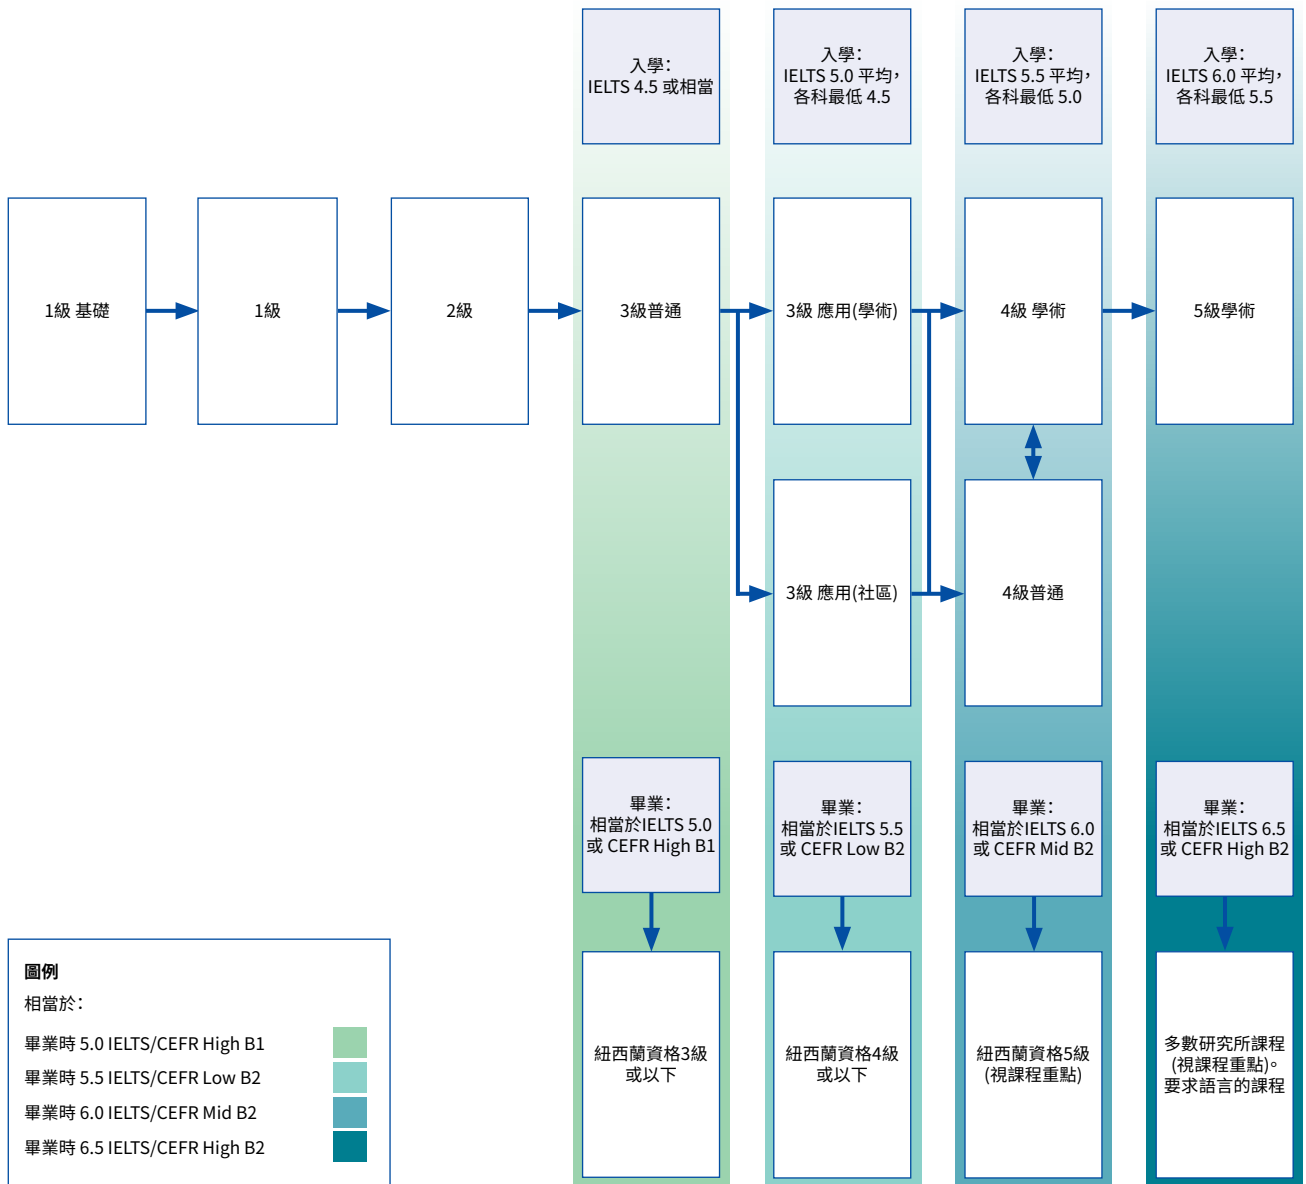 入學：
IELTS 4.5 或相當
入學：
IELTS 5.0 平均，
各科最低 4.5
入學：
IELTS 5.5 平均，
各科最低 5.0
入學：
IELTS 6.0 平均，
各科最低 5.5
1級 基礎
1級
2級
3級普通
3級 應用(學術)
4級 學術
5級學術
3級 應用(社區)
4級普通
畢業：
相當於IELTS 5.0
或 CEFR High B1
畢業：
相當於IELTS 5.5
或 CEFR Low B2
畢業：
相當於IELTS 6.0
或 CEFR Mid B2
畢業：
相當於IELTS 6.5
或 CEFR High B2
紐西蘭資格3級
或以下
紐西蘭資格4級
或以下
紐西蘭資格5級
(視課程重點)
多數研究所課程
(視課程重點)。
要求語言的課程
圖例
相當於：
畢業時 5.0 IELTS/CEFR High B1
畢業時 5.5 IELTS/CEFR Low B2
畢業時 6.0 IELTS/CEFR Mid B2
畢業時 6.5 IELTS/CEFR High B2